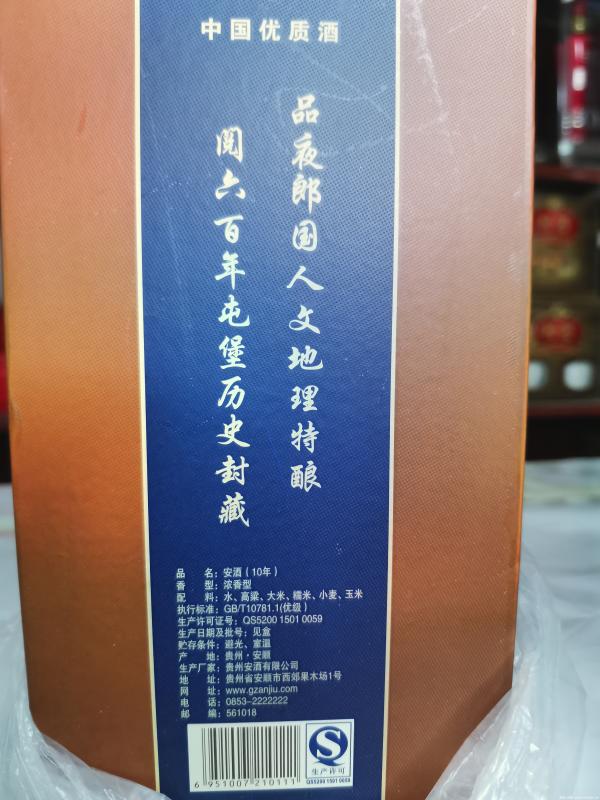 中国优质酒
品夜郎国人文地理特酿
阅六百年屯堡历史封藏
品　　名：安酒（10年）
香　　型：浓香型
配　　料：水、高粱、大米、糯米、小麦、玉米
执行标准：GB/T10781.1(优级)
生产许可证号：QS5200 1501 0059
生产日期及批号：见盒
贮存条件：避光、室温
产　　地：贵州·安顺
生产厂家：贵州安酒有限公司
地　　址：贵州省安顺市西郊果木场1号
网　　址：www.gzanjiu.com
电　　话：0853-2222222
邮　　编：561018
6 951007 210111
QS
生产许可
QS5200 1501 0059